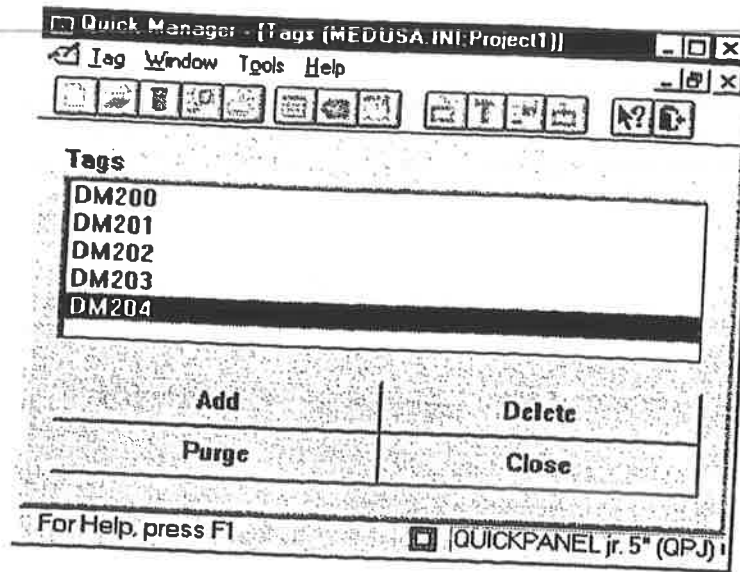 Quick Manager - [Tags (MEDUSA.INI:Project1)]
Tag Window Tools Help
Tags
DM200
DM201
DM202
DM203
DM204
Add
Delete
Purge
Close
For Help, press F1
QUICKPANEL jr. 5" (QPJ)